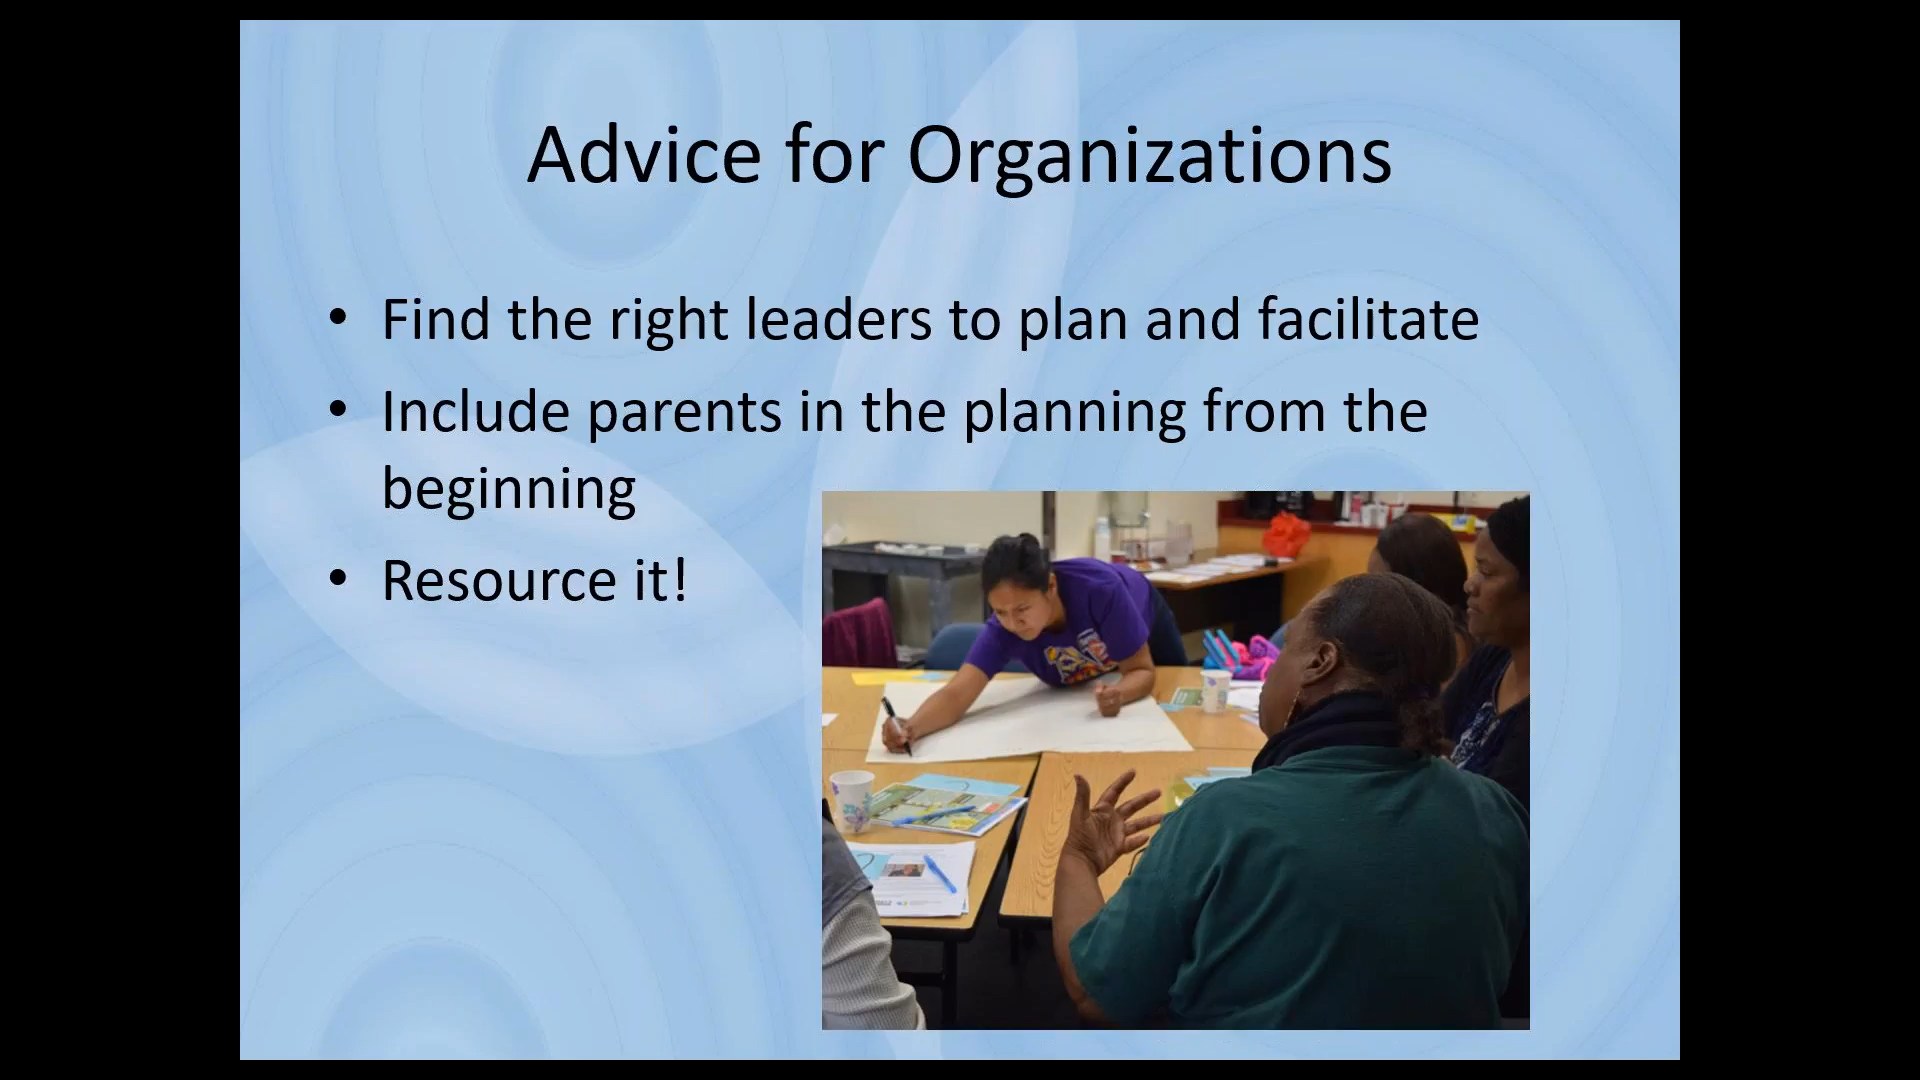 Advice for Organizations
• Find the right leaders to plan and facilitate
• Include parents in the planning from the
beginning
• Resource it!